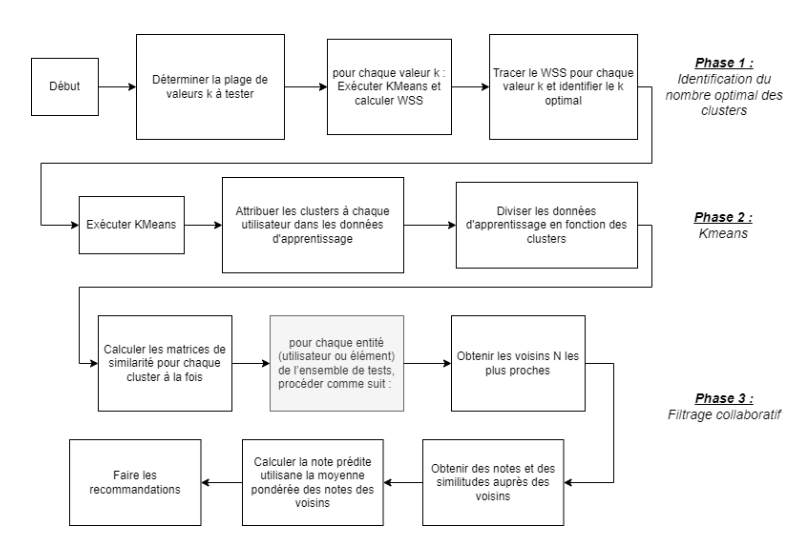 Début
Déterminer la plage de
valeurs k à tester
pour chaque valeur k :
Exécuter KMeans et
calculer WSS
Tracer le WSS pour chaque
valeur k et identifier le k
optimal
Phase 1 :
Identification du
nombre optimal des
clusters
Exécuter KMeans
Attribuer les clusters à chaque
utilisateur dans les données
d'apprentissage
Diviser les données
d'apprentissage en fonction des
clusters
Phase 2 :
Kmeans
Calculer les matrices de
similarité pour chaque
cluster à la fois
pour chaque entité
(utilisateur ou élément)
de l'ensemble de tests,
procéder comme suit :
Obtenir les voisins N les
plus proches
Phase 3 :
Filtrage collaboratif
Faire les
recommandations
Calculer la note prédite
utilisane la moyenne
pondérée des notes des
voisins
Obtenir des notes et des
similitudes auprès des
voisins